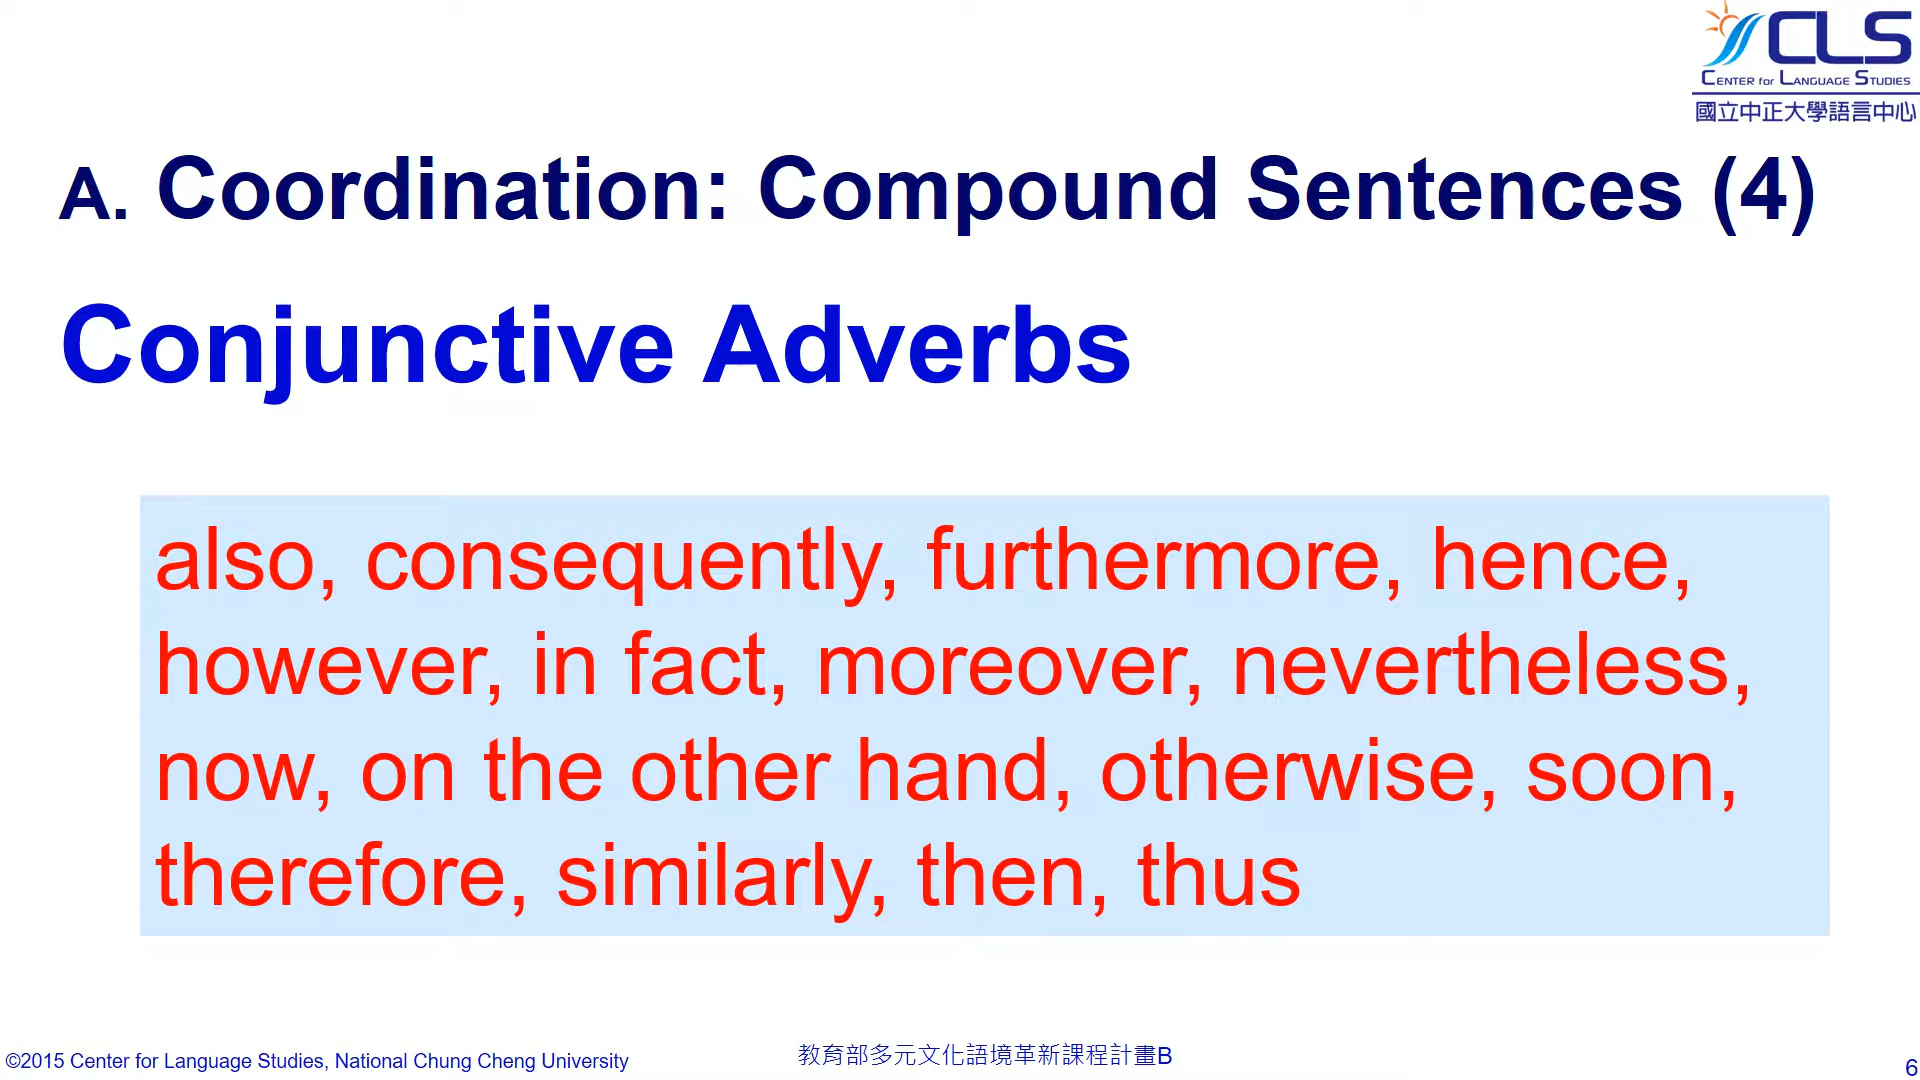 CLS
CENTER for LANGUAGE STUDIES
國立中正大學語言中心
A. Coordination: Compound Sentences (4)
Conjunctive Adverbs
also, consequently, furthermore, hence,
however, in fact, moreover, nevertheless,
now, on the other hand, otherwise, soon,
therefore, similarly, then, thus
©2015 Center for Language Studies, National Chung Cheng University
教育部多元文化語境革新課程計畫B
6